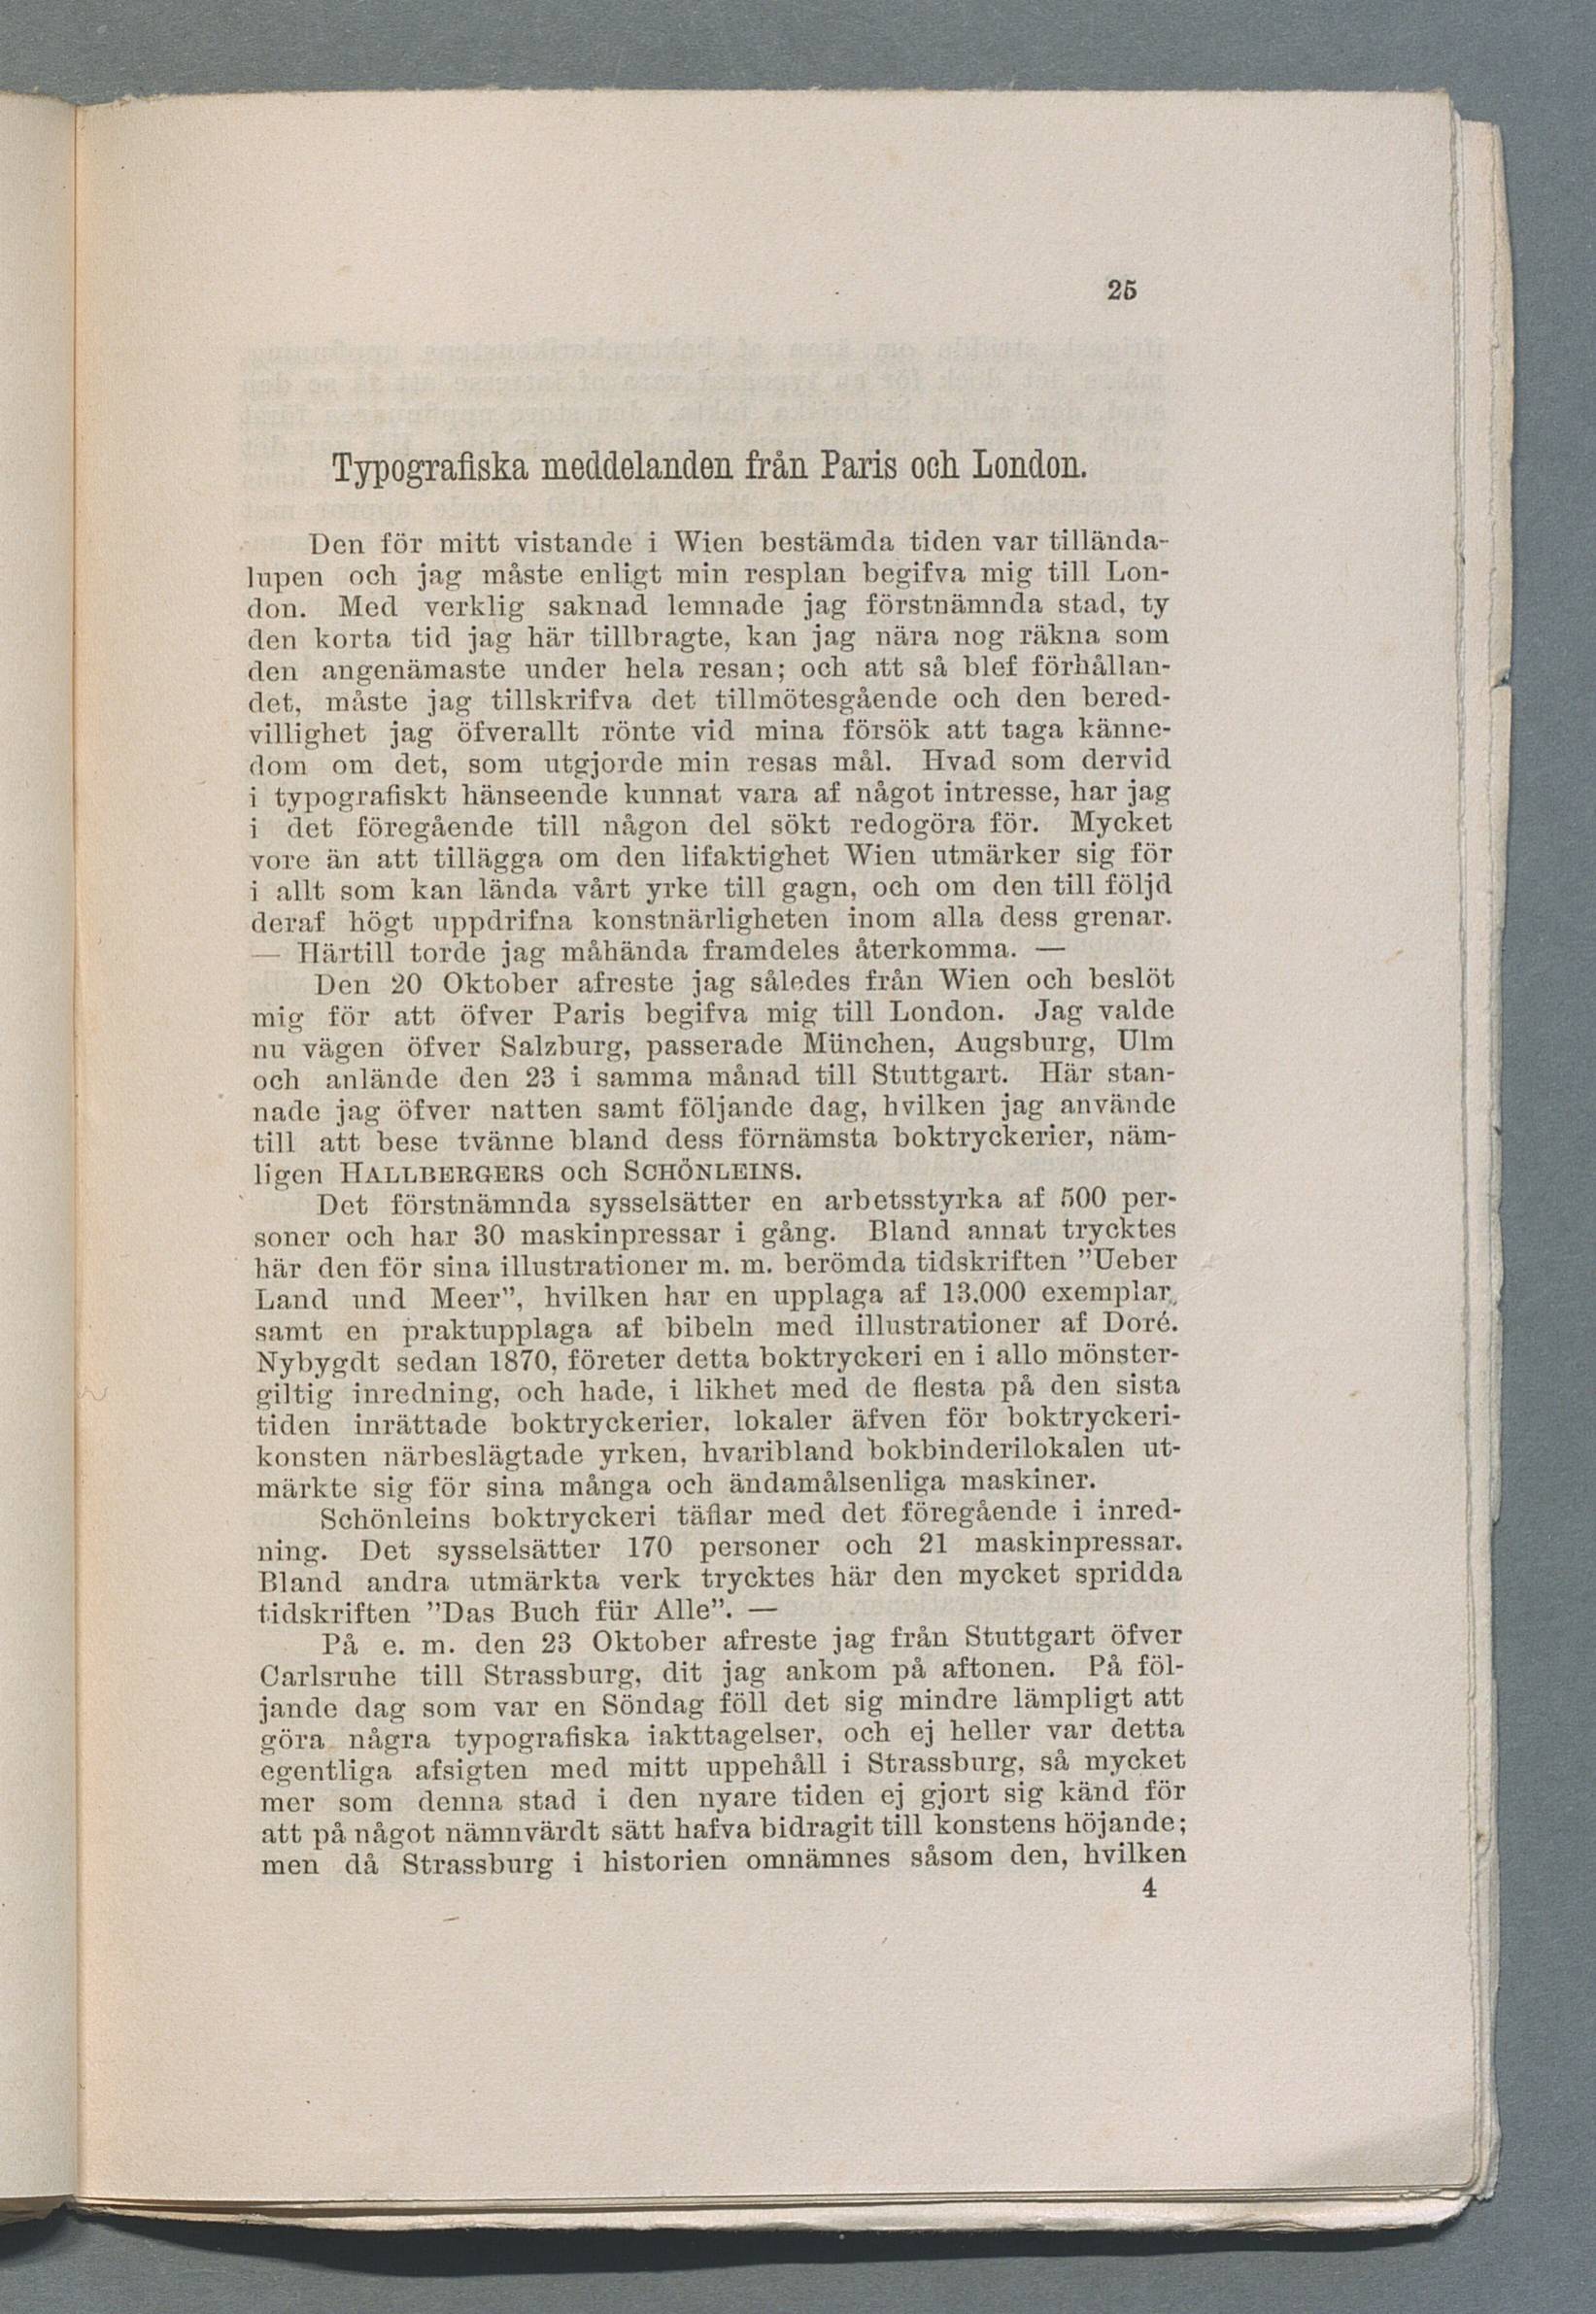 25
Typografiska meddelanden från Paris och London.
Den för mitt vistande i Wien bestämda tiden var tillända-
lupen och jag måste enligt min resplan begifva mig till Lon-
don. Med verklig saknad lemnade jag förstnämnda stad, ty
den korta tid jag här tillbragte, kan jag nära nog räkna som
den angenämaste under hela resan; och att så blef förhållan-
det, måste jag tillskrifva det tillmötesgående och den bered-
villighet jag öfverallt rönte vid mina försök att taga känne-
dom om det, som utgjorde min resas mål. Hvad som dervid
i typografiskt hänseende kunnat vara af något intresse, har jag
i det föregående till någon del sökt redogöra för. Mycket
vore än att tillägga om den lifaktighet Wien utmärker sig för
i allt som kan lända vårt yrke till gagn, och om den till följd
deraf högt uppdrifna konstnärligheten inom alla dess grenar.
— Härtill torde jag måhända framdeles återkomma. —
Den 20 Oktober afreste jag således från Wien och beslöt
mig för att öfver Paris begifva mig till London. Jag valde
nu vägen öfver Salzburg, passerade München, Augsburg, Ulm
och anlände den 23 i samma månad till Stuttgart. Här stan-
nade jag öfver natten samt följande dag, hvilken jag använde
till att bese tvänne bland dess förnämsta boktryckerier, näm-
ligen HALLBERGERS och SCHÖNLEINS.
Det förstnämnda sysselsätter en arbetsstyrka af 500 per-
soner och har 30 maskinpressar i gång. Bland annat trycktes
här den för sina illustrationer m. m. berömda tidskriften ”Ueber
Land und Meer”, hvilken har en upplaga af 13.000 exemplar,
samt en praktupplaga af bibeln med illustrationer af Doré.
Nybygdt sedan 1870, företer detta boktryckeri en i allo mönster-
giltig inredning, och hade, i likhet med de flesta på den sista
tiden inrättade boktryckerier, lokaler äfven för boktryckeri-
konsten närbeslägtade yrken, hvaribland bokbinderilokalen ut-
märkte sig för sina många och ändamålsenliga maskiner.
Schönleins boktryckeri täflar med det föregående i inred-
ning. Det sysselsätter 170 personer och 21 maskinpressar.
Bland andra utmärkta verk trycktes här den mycket spridda
tidskriften ”Das Buch für Alle”. —
På e. m. den 23 Oktober afreste jag från Stuttgart öfver
Carlsruhe till Strassburg, dit jag ankom på aftonen. På föl-
jande dag som var en Söndag föll det sig mindre lämpligt att
göra några typografiska iakttagelser, och ej heller var detta
egentliga afsigten med mitt uppehåll i Strassburg, så mycket
mer som denna stad i den nyare tiden ej gjort sig känd för
att på något nämnvärdt sätt hafva bidragit till konstens höjande;
men då Strassburg i historien omnämnes såsom den, hvilken
4